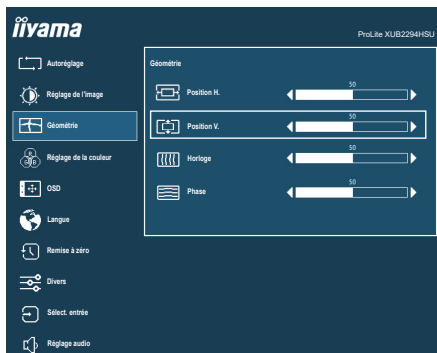 iiyama
ProLite XUB2294HSU
Autoréglage
Réglage de l'image
Géométrie
Réglage de la couleur
R
G B
OSD
Langue
Remise à zéro
Divers
Sélect. entrée
Réglage audio
Géométrie
Position H.
50
Position V.
50
Horloge
50
Phase
50